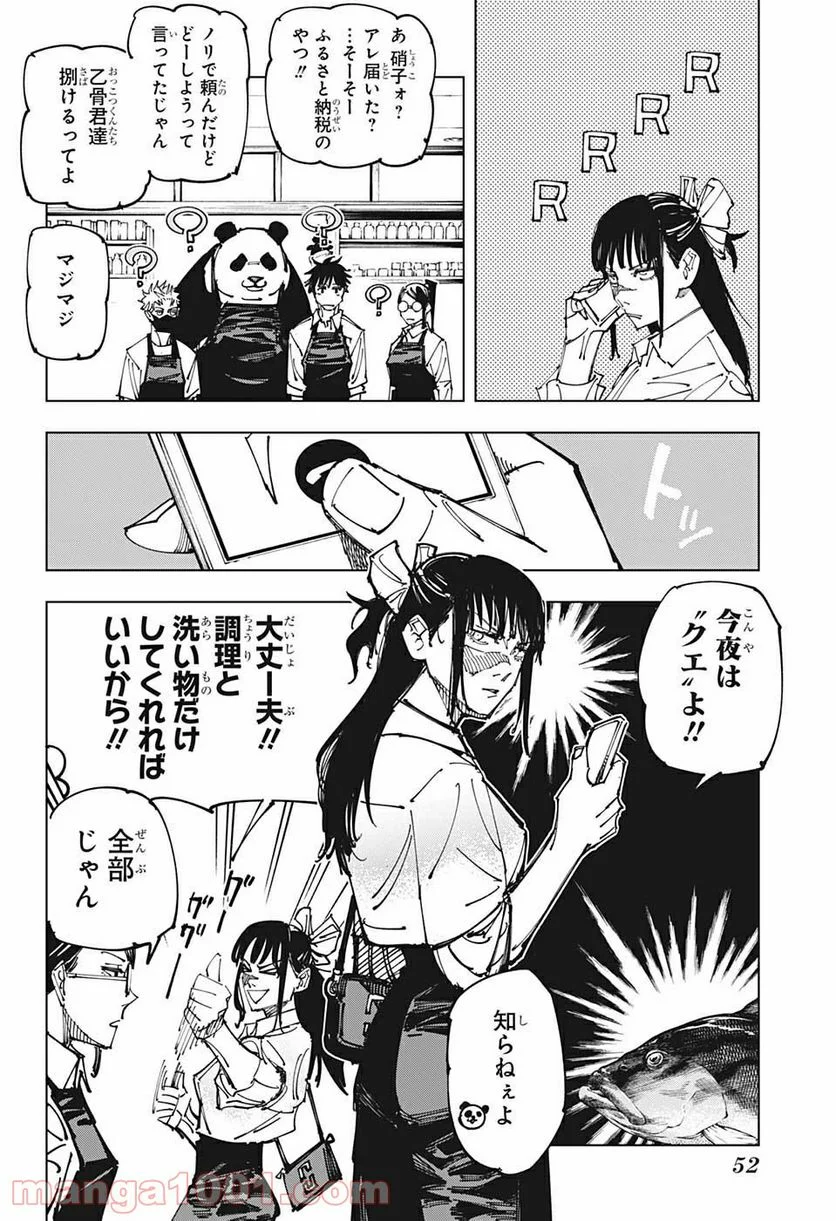 R
R
R
R
あ 硝子ォ？
アレ届いた？
…そーそー
ふるさと納税の
やつ!!
ノリで頼んだけど
どーしようって
言ってたじゃん
乙骨君達
捌けるってよ
マジマジ
？
？
？
？
トッ
今夜は
〝クエ〟よ!!
大丈ー夫!!
調理と
洗い物だけ
してくれれば
いいから!!
知らねぇよ
グッ
グッ
全部
じゃん
52
manga1001.com